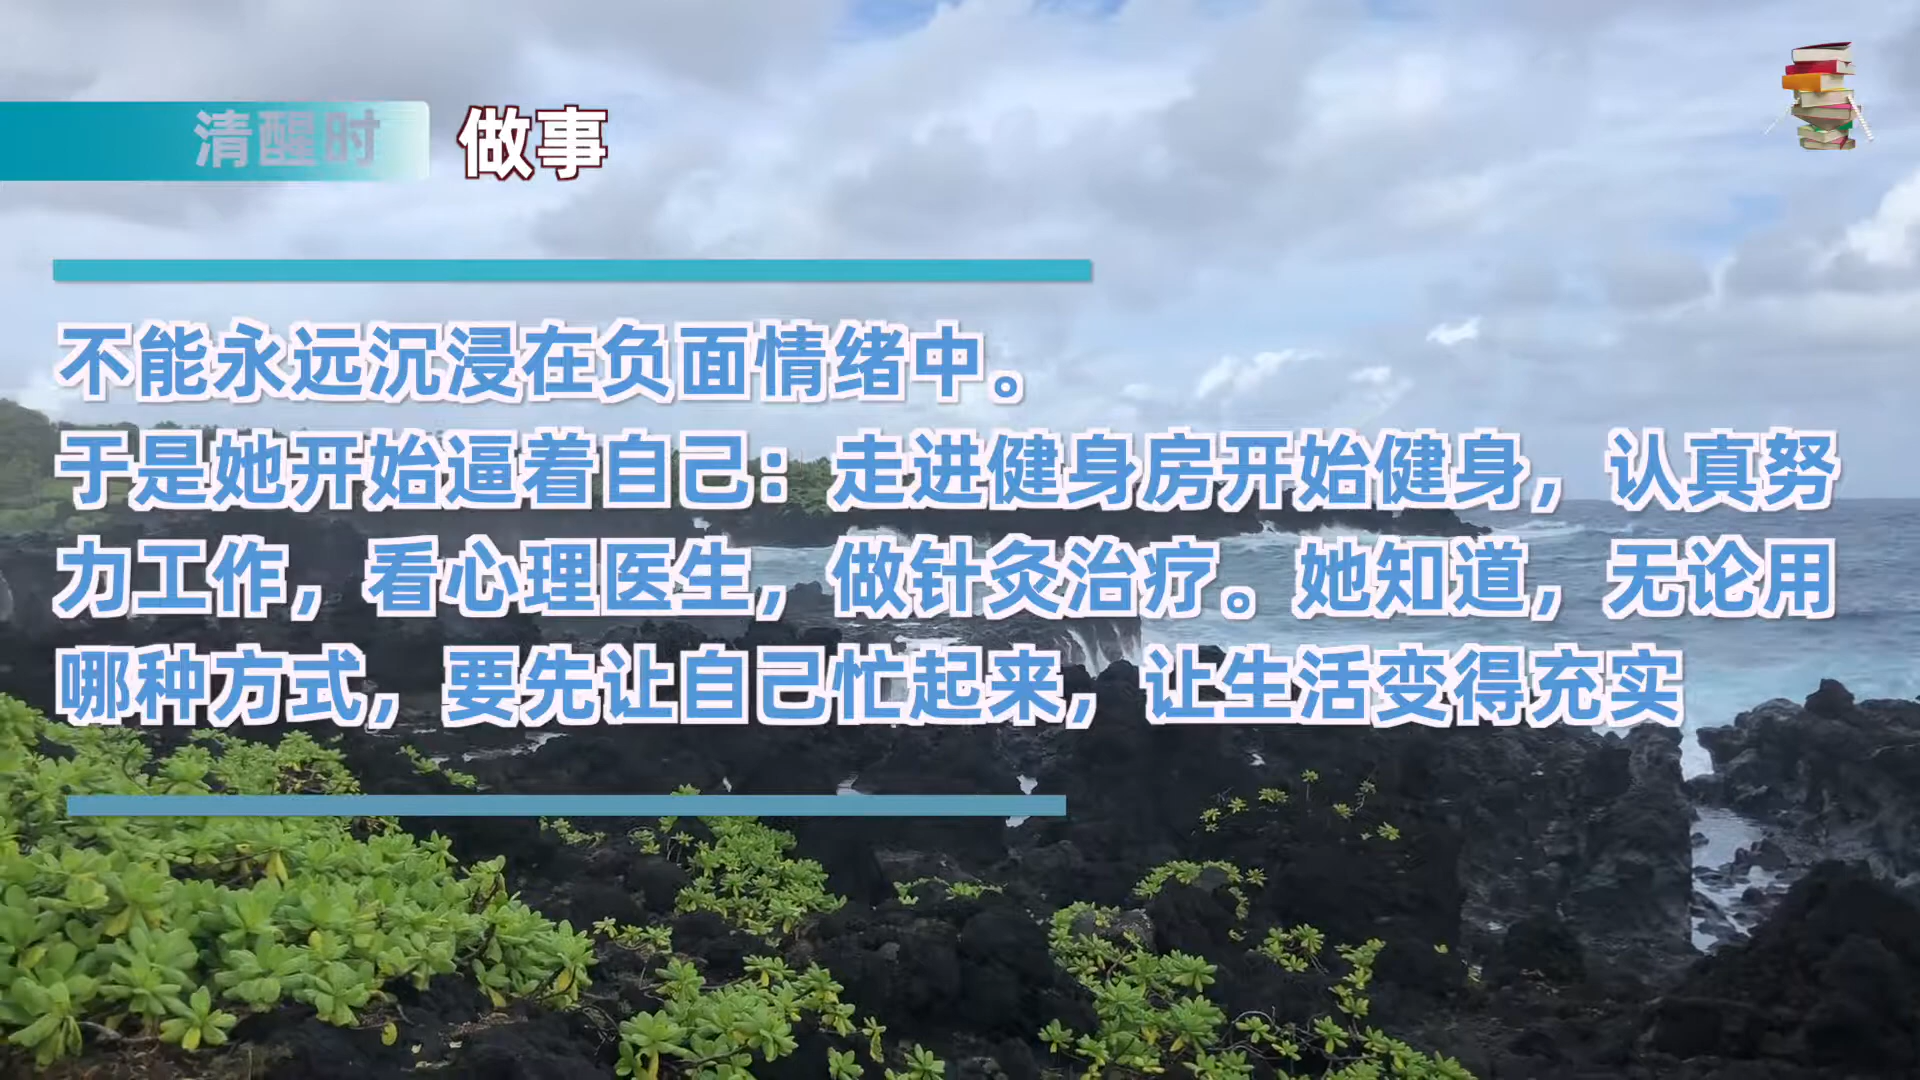 清醒时 做事
不能永远沉浸在负面情绪中。
于是她开始逼着自己：走进健身房开始健身，认真努
力工作，看心理医生，做针灸治疗。她知道，无论用
哪种方式，要先让自己忙起来，让生活变得充实